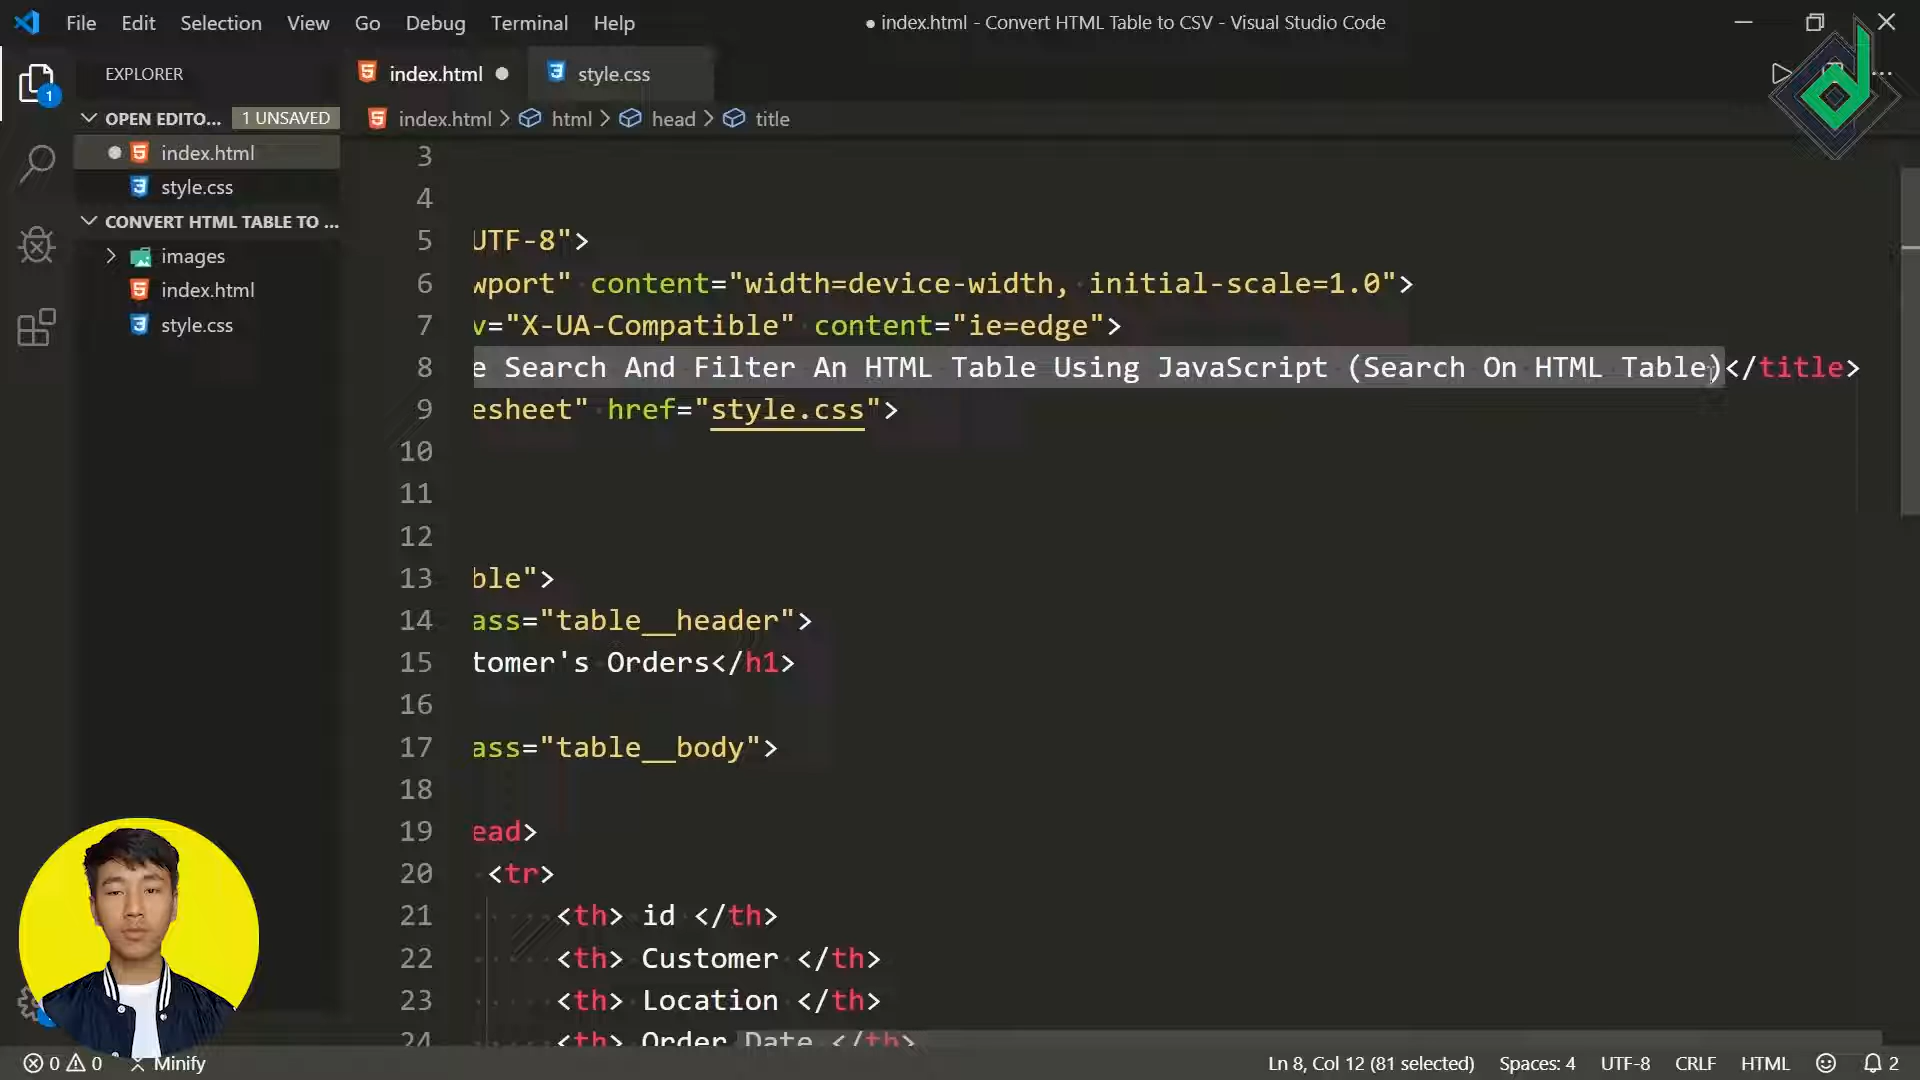 File Edit Selection View Go Debug Terminal Help
● index.html - Convert HTML Table to CSV - Visual Studio Code
EXPLORER
index.html
style.css
OPEN EDITO... 1 UNSAVED
index.html > html > head > title
index.html
style.css
CONVERT HTML TABLE TO ...
images
index.html
style.css
3
4
5 UTF-8">
6 wport" content="width=device-width, initial-scale=1.0">
7 v="X-UA-Compatible" content="ie=edge">
8 e Search And Filter An HTML Table Using JavaScript (Search On HTML Table)</title>
9 esheet" href="style.css">
10
11
12
13 ble">
14 ass="table__header">
15 tomer's Orders</h1>
16
17 ass="table__body">
18
19 ead>
20 <tr>
21 <th> id </th>
22 <th> Customer </th>
23 <th> Location </th>
24 <th> Order Date </th>
0 0 Minify
Ln 8, Col 12 (81 selected) Spaces: 4 UTF-8 CRLF HTML 2
1